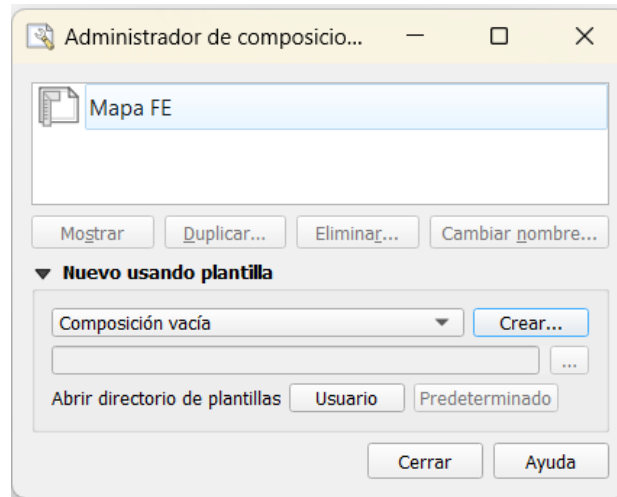 Administrador de composicio...
Mapa FE
Mostrar Duplicar... Eliminar... Cambiar nombre...
Nuevo usando plantilla
Composición vacía Crear...
...
Abrir directorio de plantillas Usuario Predeterminado
Cerrar Ayuda